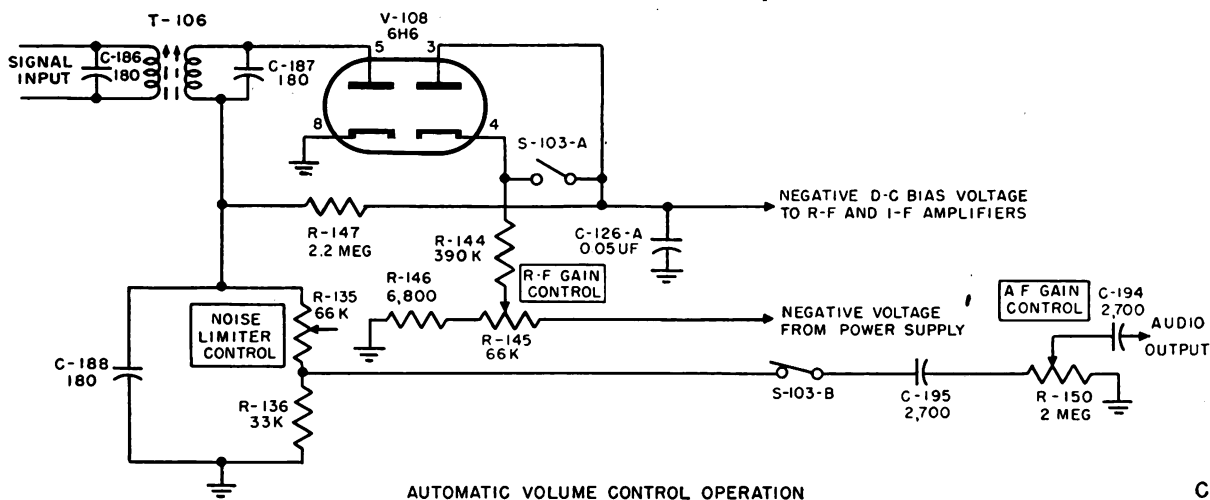 T-106
V-108
6H6
5
3
SIGNAL
INPUT
C-186
180
C-187
180
8
4
S-103-A
NEGATIVE D-C BIAS VOLTAGE
TO R-F AND I-F AMPLIFIERS
R-147
2.2 MEG
R-144
390 K
C-126-A
0.05UF
R-F GAIN
CONTROL
R-146
6,800
R-145
66K
NEGATIVE VOLTAGE
FROM POWER SUPPLY
A F GAIN
CONTROL
C-194
2,700
AUDIO
OUTPUT
NOISE
LIMITER
CONTROL
R-135
66K
C-188
180
R-136
33K
S-103-B
C-195
2,700
R-150
2 MEG
AUTOMATIC VOLUME CONTROL OPERATION
C